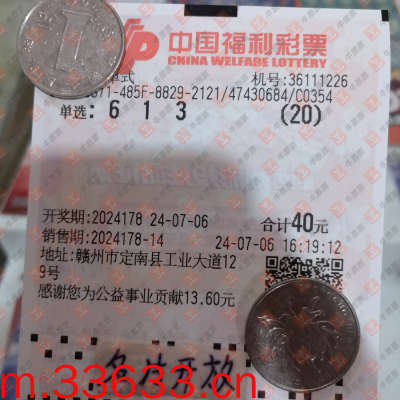 中国福利彩票
CHINA WELFARE LOTTERY
单式 机号:36111226
671-485F-8829-2121/47430684/C0354
单选: 6 1 3 (20)
开奖期:2024178 24-07-06 合计40元
销售期:2024178-14 24-07-06 16:19:12
地址:赣州市定南县工业大道12
9号
感谢您为公益事业贡献13.60元
m.33633.cn